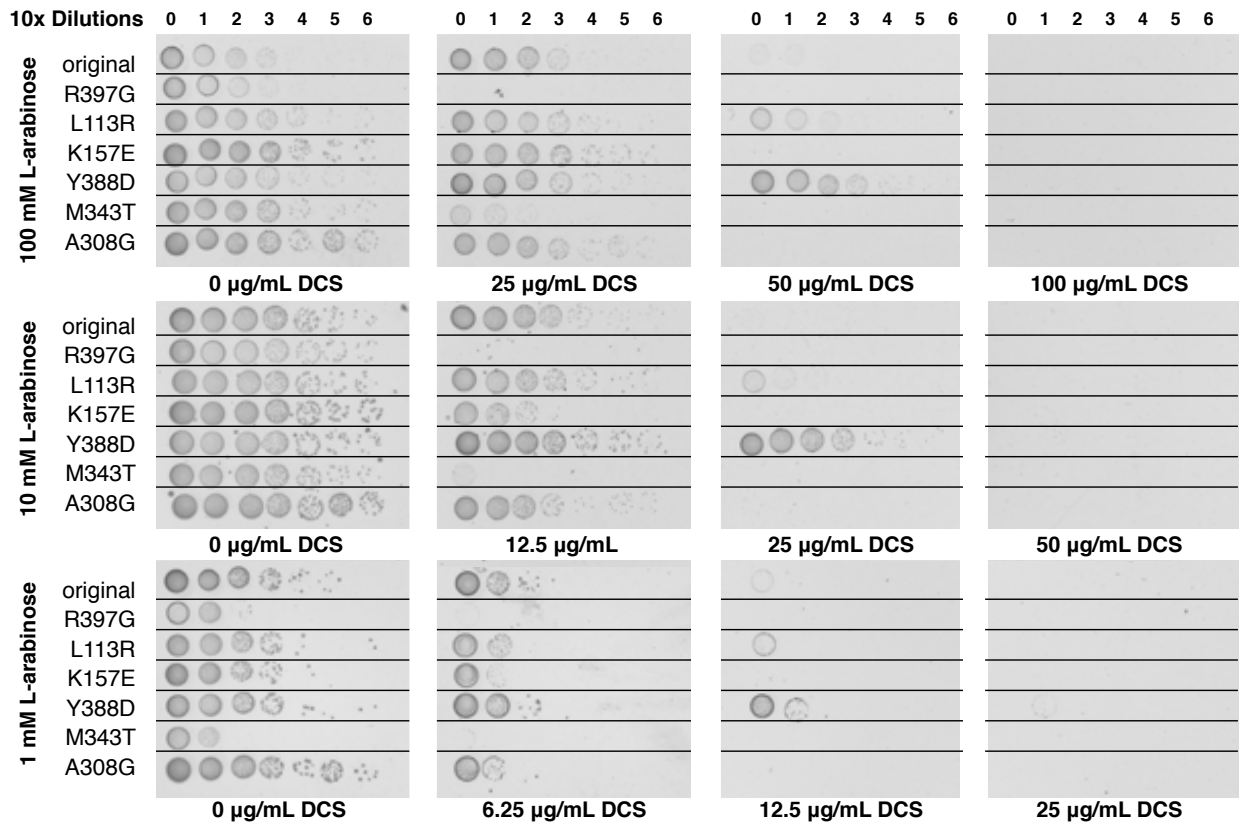 10x Dilutions 0 1 2 3 4 5 6 0 1 2 3 4 5 6 0 1 2 3 4 5 6 0 1 2 3 4 5 6
100 mM L-arabinose
original
R397G
L113R
K157E
Y388D
M343T
A308G
0 µg/mL DCS 25 µg/mL DCS 50 µg/mL DCS 100 µg/mL DCS
10 mM L-arabinose
original
R397G
L113R
K157E
Y388D
M343T
A308G
0 µg/mL DCS 12.5 µg/mL 25 µg/mL DCS 50 µg/mL DCS
1 mM L-arabinose
original
R397G
L113R
K157E
Y388D
M343T
A308G
0 µg/mL DCS 6.25 µg/mL DCS 12.5 µg/mL DCS 25 µg/mL DCS